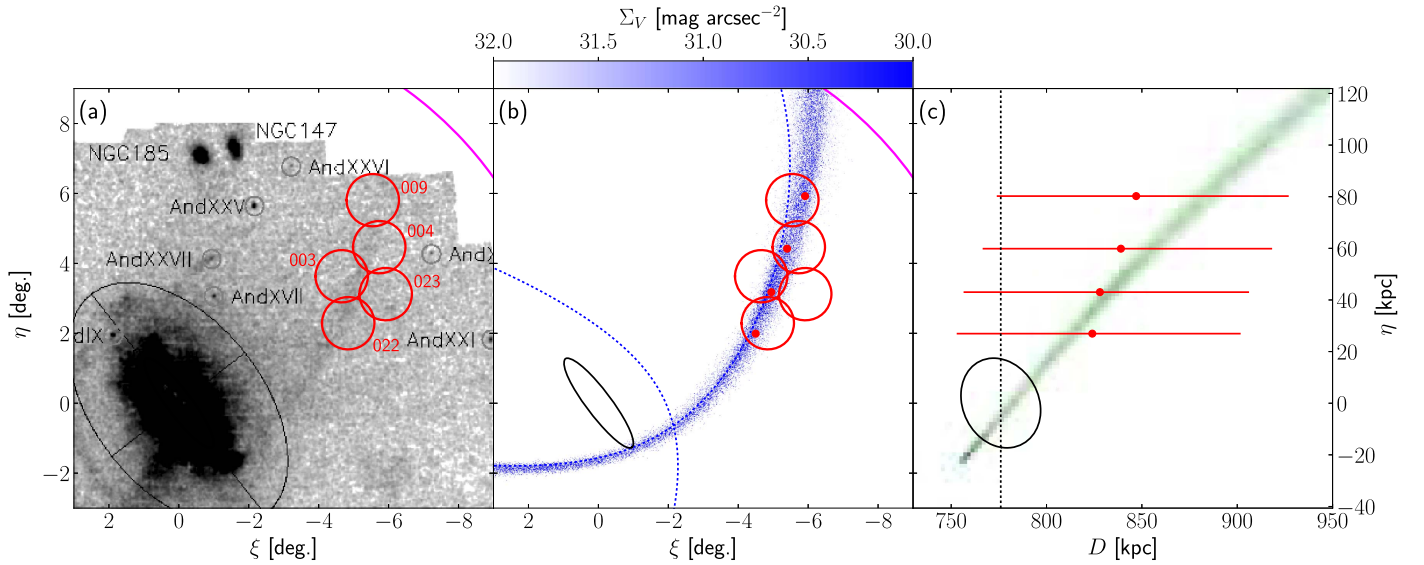 Σ_V [mag arcsec⁻²]
32.0 31.5 31.0 30.5 30.0
(a)
NGC147
NGC185
AndXXVI
009
AndXXV
004
AndXXVII
003
AndX
023
AndXVII
dIX
022
AndXXI
8
6
4
2
0
−2
η [deg.]
2 0 −2 −4 −6 −8
ξ [deg.]
(b)
2 0 −2 −4 −6 −8
ξ [deg.]
(c)
120
100
80
60
40
20
0
−20
−40
η [kpc]
750 800 850 900 950
D [kpc]